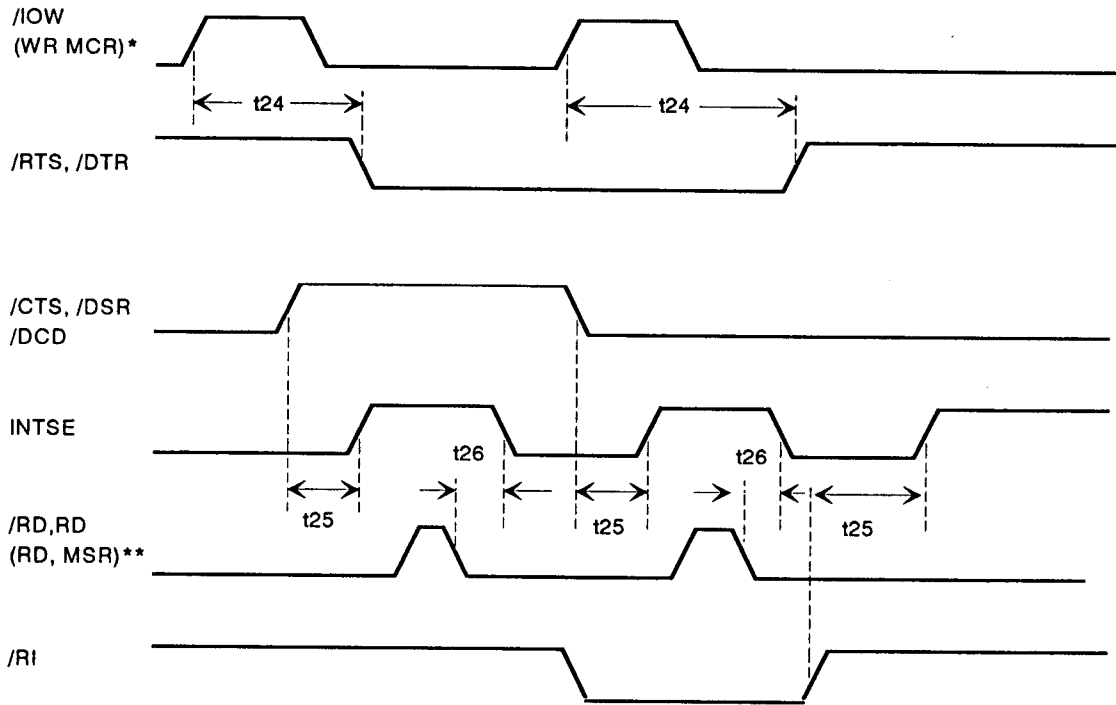 /IOW
(WR MCR)*
t24
t24
/RTS, /DTR
/CTS, /DSR
/DCD
INTSE
t26
t26
t25
t25
t25
/RD,RD
(RD, MSR)**
/RI